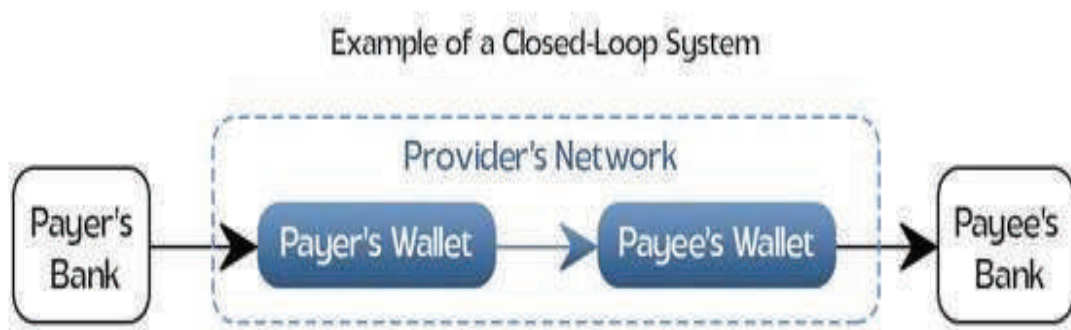 Example of a Closed-Loop System
Provider's Network
Payer's
Bank
Payer's Wallet
Payee's Wallet
Payee's
Bank